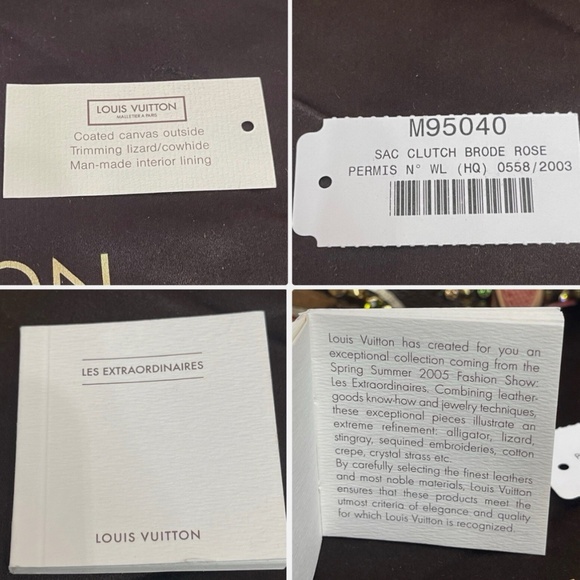 LOUIS VUITTON
MALLETIER A PARIS
Coated canvas outside
Trimming lizard/cowhide
Man-made interior lining
ON
M95040
SAC CLUTCH BRODE ROSE
PERMIS N° WL (HQ) 0558/2003
LES EXTRAORDINAIRES
LOUIS VUITTON
Louis Vuitton has created for you an
exceptional collection coming from the
Spring Summer 2005 Fashion Show:
Les Extraordinaires. Combining leather-
goods know-how and jewelry techniques,
these exceptional pieces illustrate an
extreme refinement: alligator, lizard,
stingray, sequined embroideries, cotton
crepe, crystal strass etc.
By carefully selecting the finest leathers
and most noble materials, Louis Vuitton
ensures that these products meet the
utmost criteria of elegance and quality
for which Louis Vuitton is recognized.